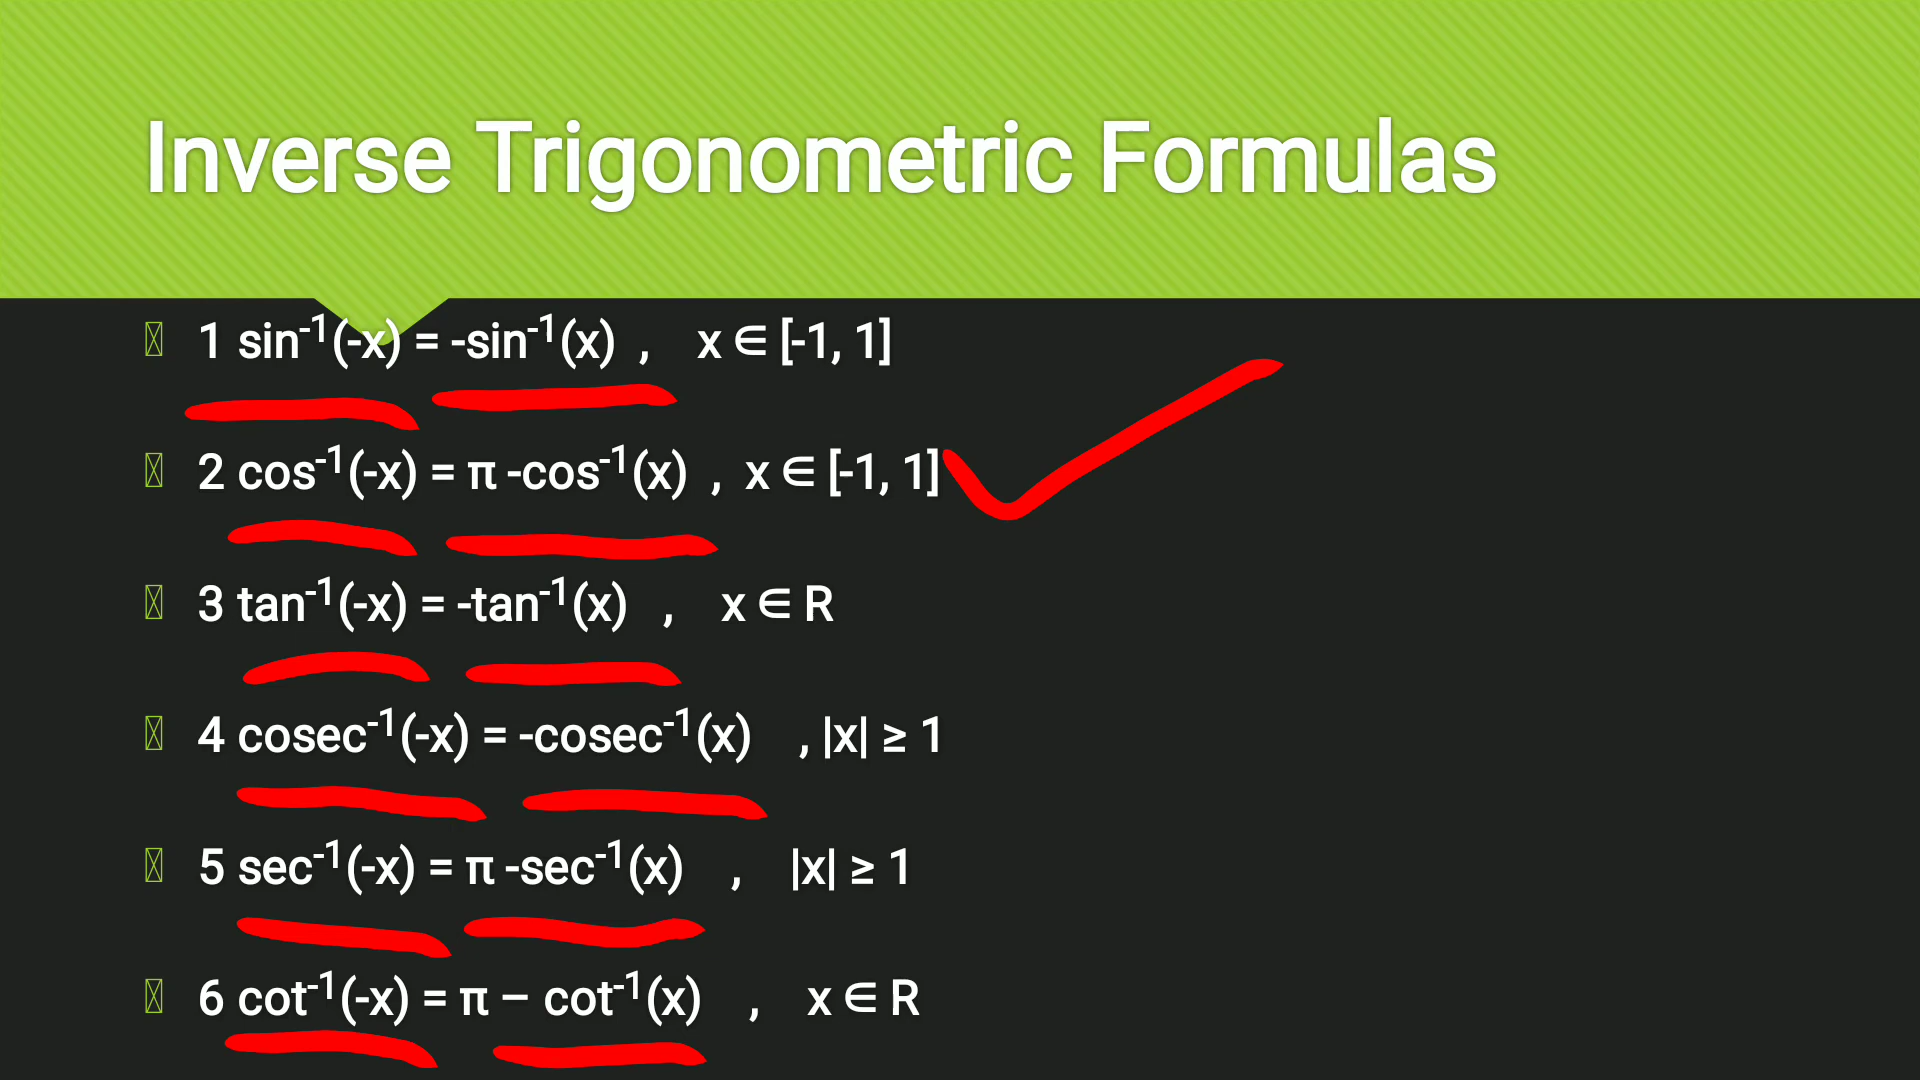 Inverse Trigonometric Formulas
1 sin⁻¹(-x) = -sin⁻¹(x) , x ∈ [-1, 1]
2 cos⁻¹(-x) = π -cos⁻¹(x) , x ∈ [-1, 1]
3 tan⁻¹(-x) = -tan⁻¹(x) , x ∈ R
4 cosec⁻¹(-x) = -cosec⁻¹(x) , |x| ≥ 1
5 sec⁻¹(-x) = π -sec⁻¹(x) , |x| ≥ 1
6 cot⁻¹(-x) = π – cot⁻¹(x) , x ∈ R